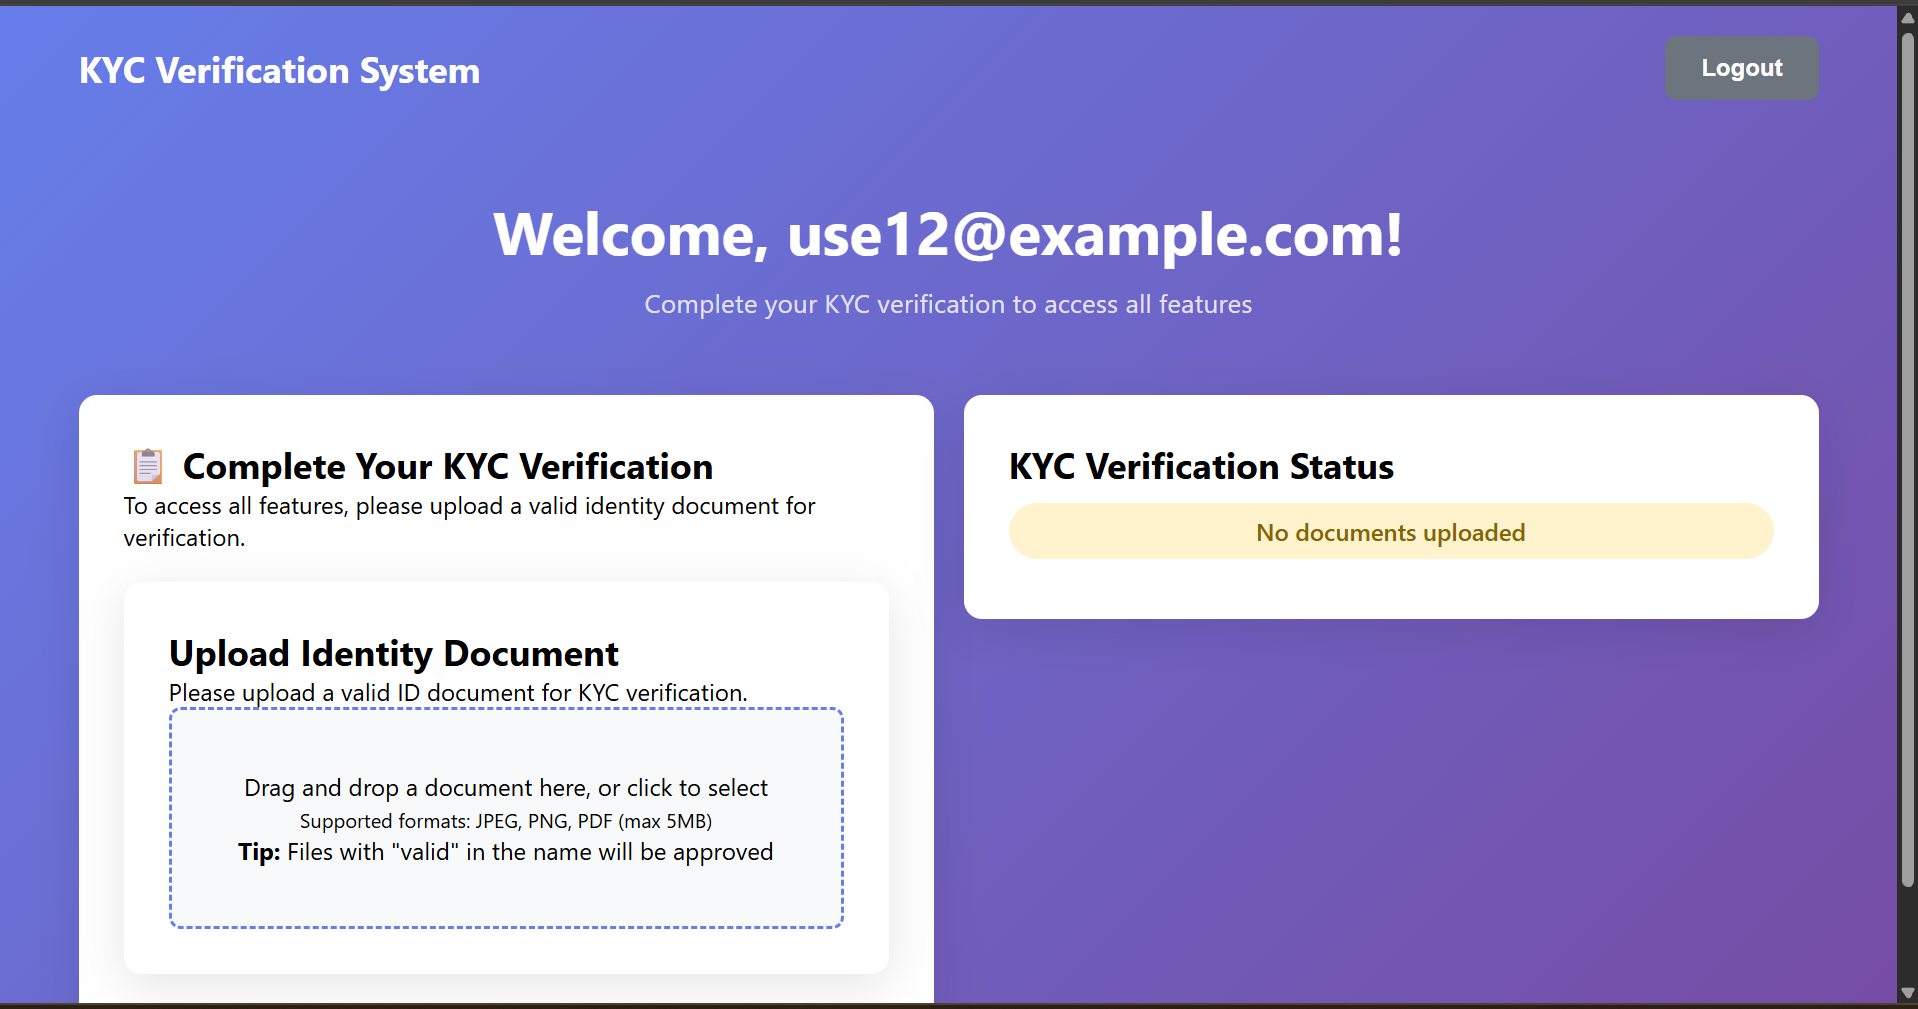 KYC Verification System
Logout
Welcome, use12@example.com!
Complete your KYC verification to access all features
Complete Your KYC Verification
To access all features, please upload a valid identity document for
verification.
Upload Identity Document
Please upload a valid ID document for KYC verification.
Drag and drop a document here, or click to select
Supported formats: JPEG, PNG, PDF (max 5MB)
Tip: Files with "valid" in the name will be approved
KYC Verification Status
No documents uploaded